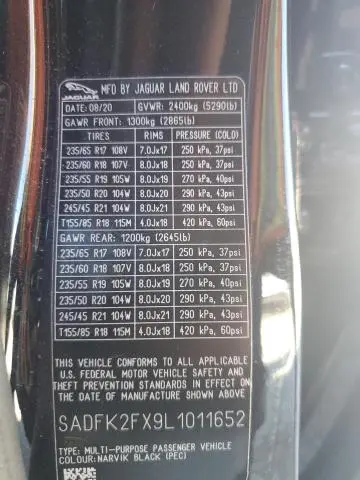 JAGUAR
MFD BY JAGUAR LAND ROVER LTD
DATE: 08/20 GVWR: 2400kg (5290lb)
GAWR FRONT: 1300kg (2865lb)
TIRES RIMS PRESSURE (COLD)
235/65 R17 108V 7.0Jx17 250 kPa, 37psi
235/60 R18 107V 8.0Jx18 250 kPa, 37psi
235/55 R19 105W 8.0Jx19 270 kPa, 40psi
235/50 R20 104W 8.0Jx20 290 kPa, 43psi
245/45 R21 104W 8.0Jx21 290 kPa, 43psi
T155/85 R18 115M 4.0Jx18 420 kPa, 60psi
GAWR REAR: 1200kg (2645lb)
235/65 R17 108V 7.0Jx17 250 kPa, 37psi
235/60 R18 107V 8.0Jx18 250 kPa, 37psi
235/55 R19 105W 8.0Jx19 270 kPa, 40psi
235/50 R20 104W 8.0Jx20 290 kPa, 43psi
245/45 R21 104W 8.0Jx21 290 kPa, 43psi
T155/85 R18 115M 4.0Jx18 420 kPa, 60psi
THIS VEHICLE CONFORMS TO ALL APPLICABLE
U.S. FEDERAL MOTOR VEHICLE SAFETY
AND THEFT PREVENTION STANDARDS IN EFFECT ON
THE DATE OF MANUFACTURE SHOWN ABOVE
SADFK2FX9L1011652
TYPE: MULTI-PURPOSE PASSENGER VEHICLE
COLOUR: NARVIK BLACK (PEC)